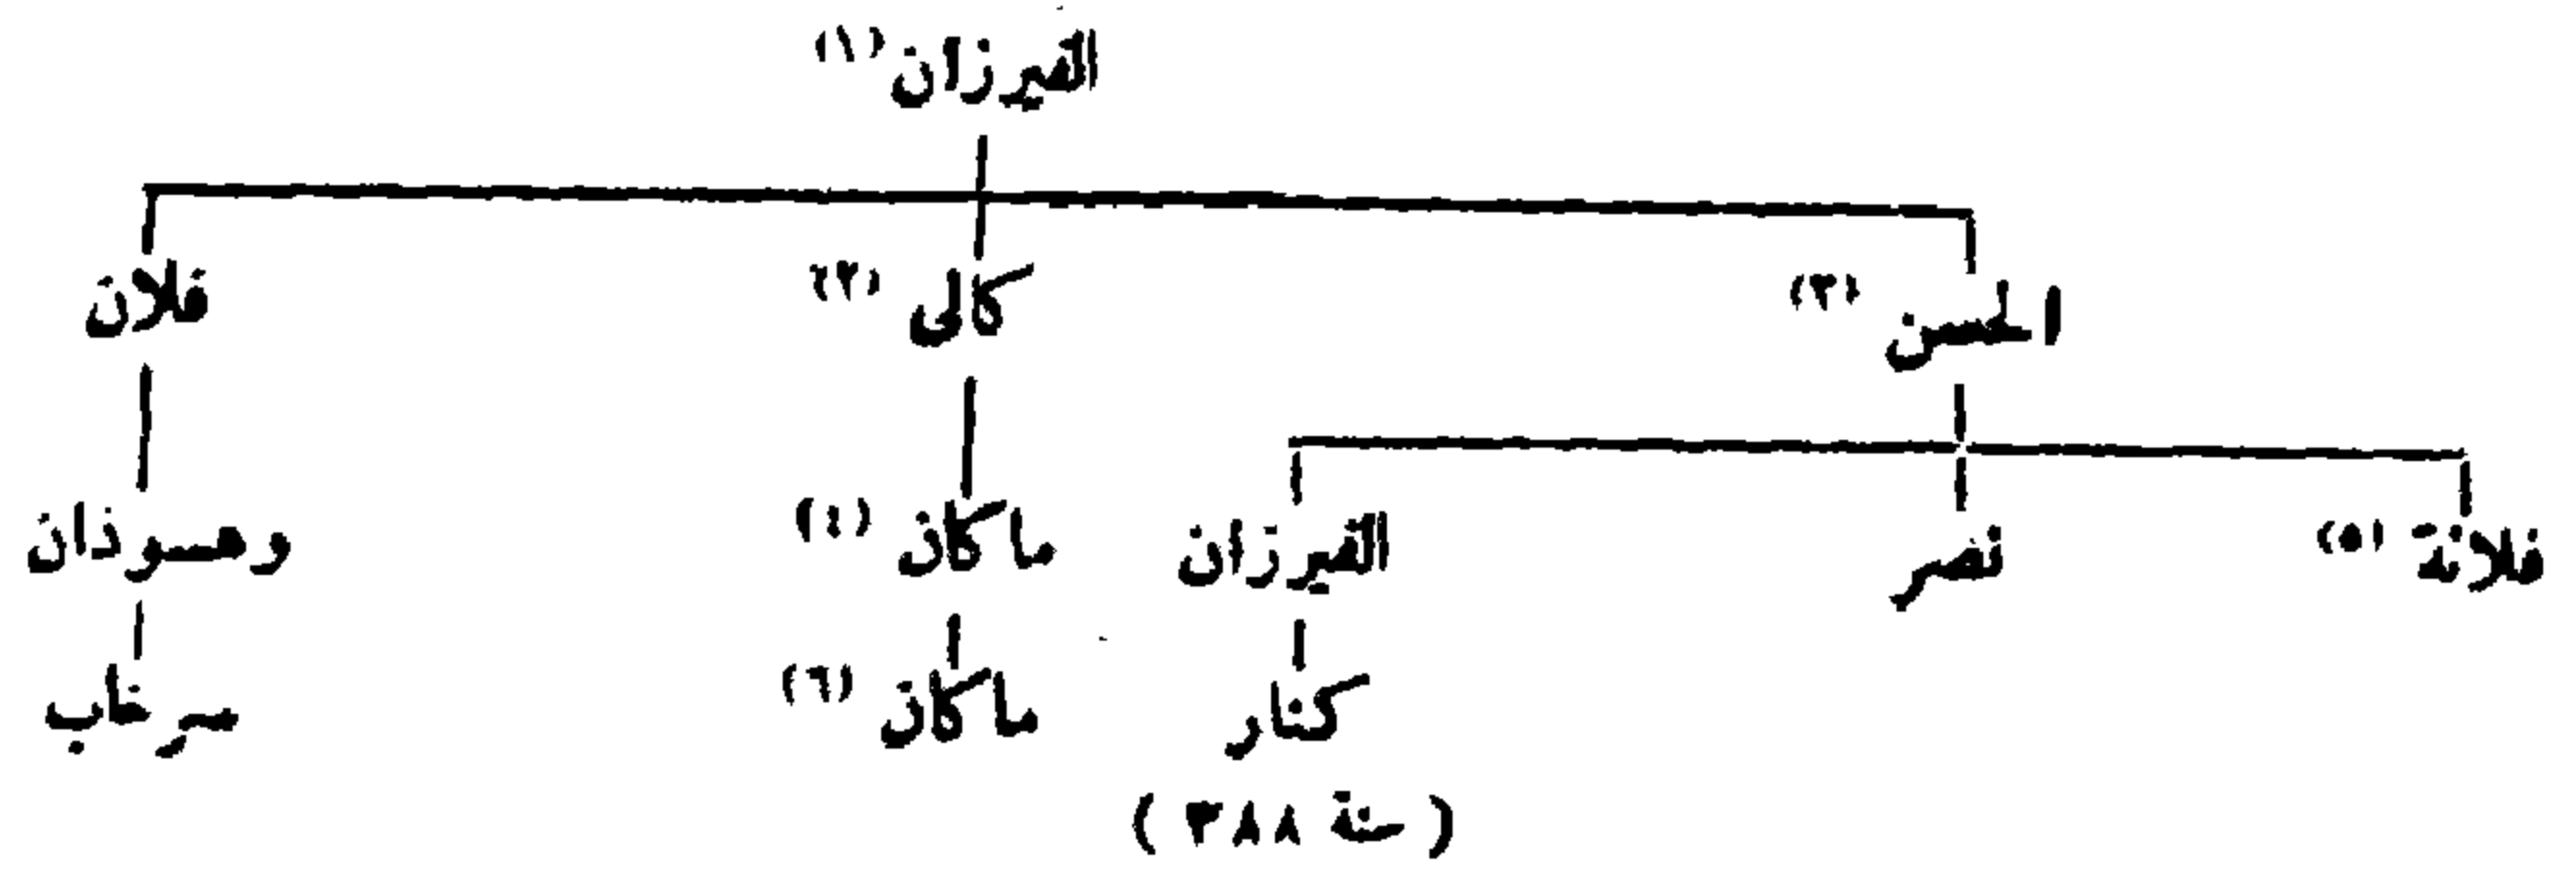 الفيرزان (١)
الحسن (٣) كالى (٢) فلان
فلانة (٥) نصر الفيرزان ماكان (٤) وهسوذان
كنار ماكان (٦) سرخاب
( سنة ٣٨٨ )